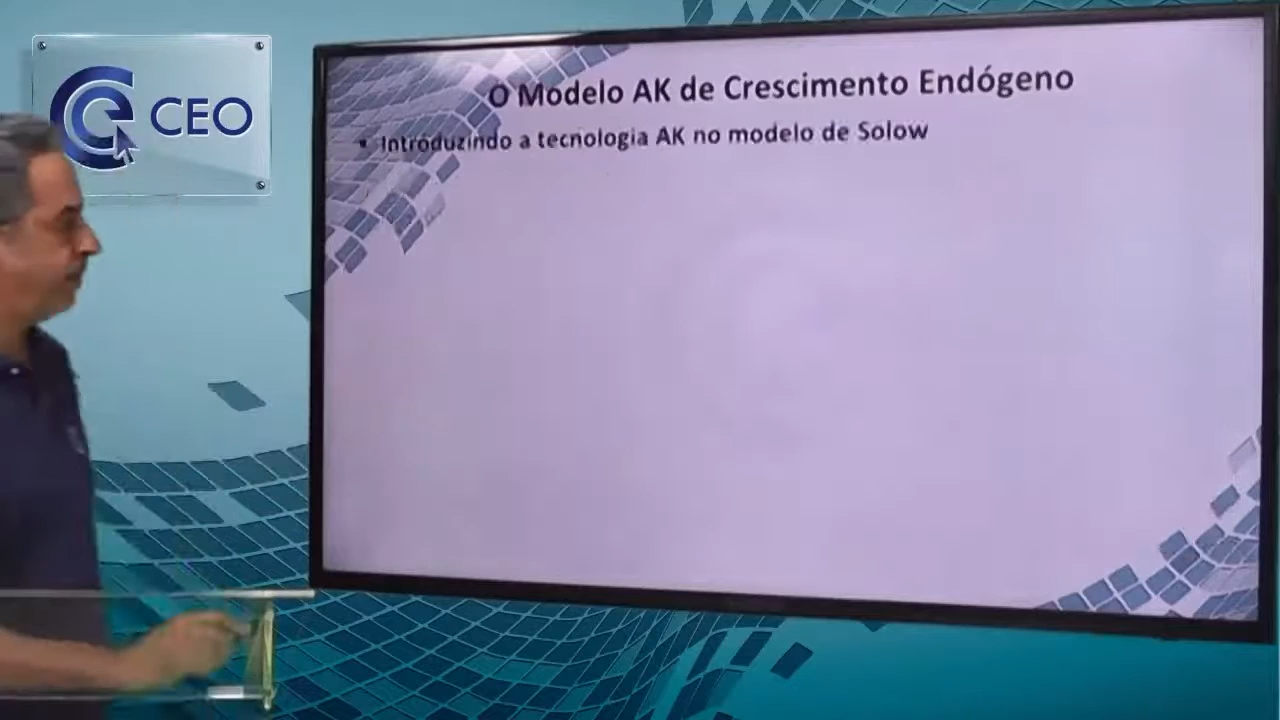 CEO
O Modelo AK de Crescimento Endógeno
• Introduzindo a tecnologia AK no modelo de Solow